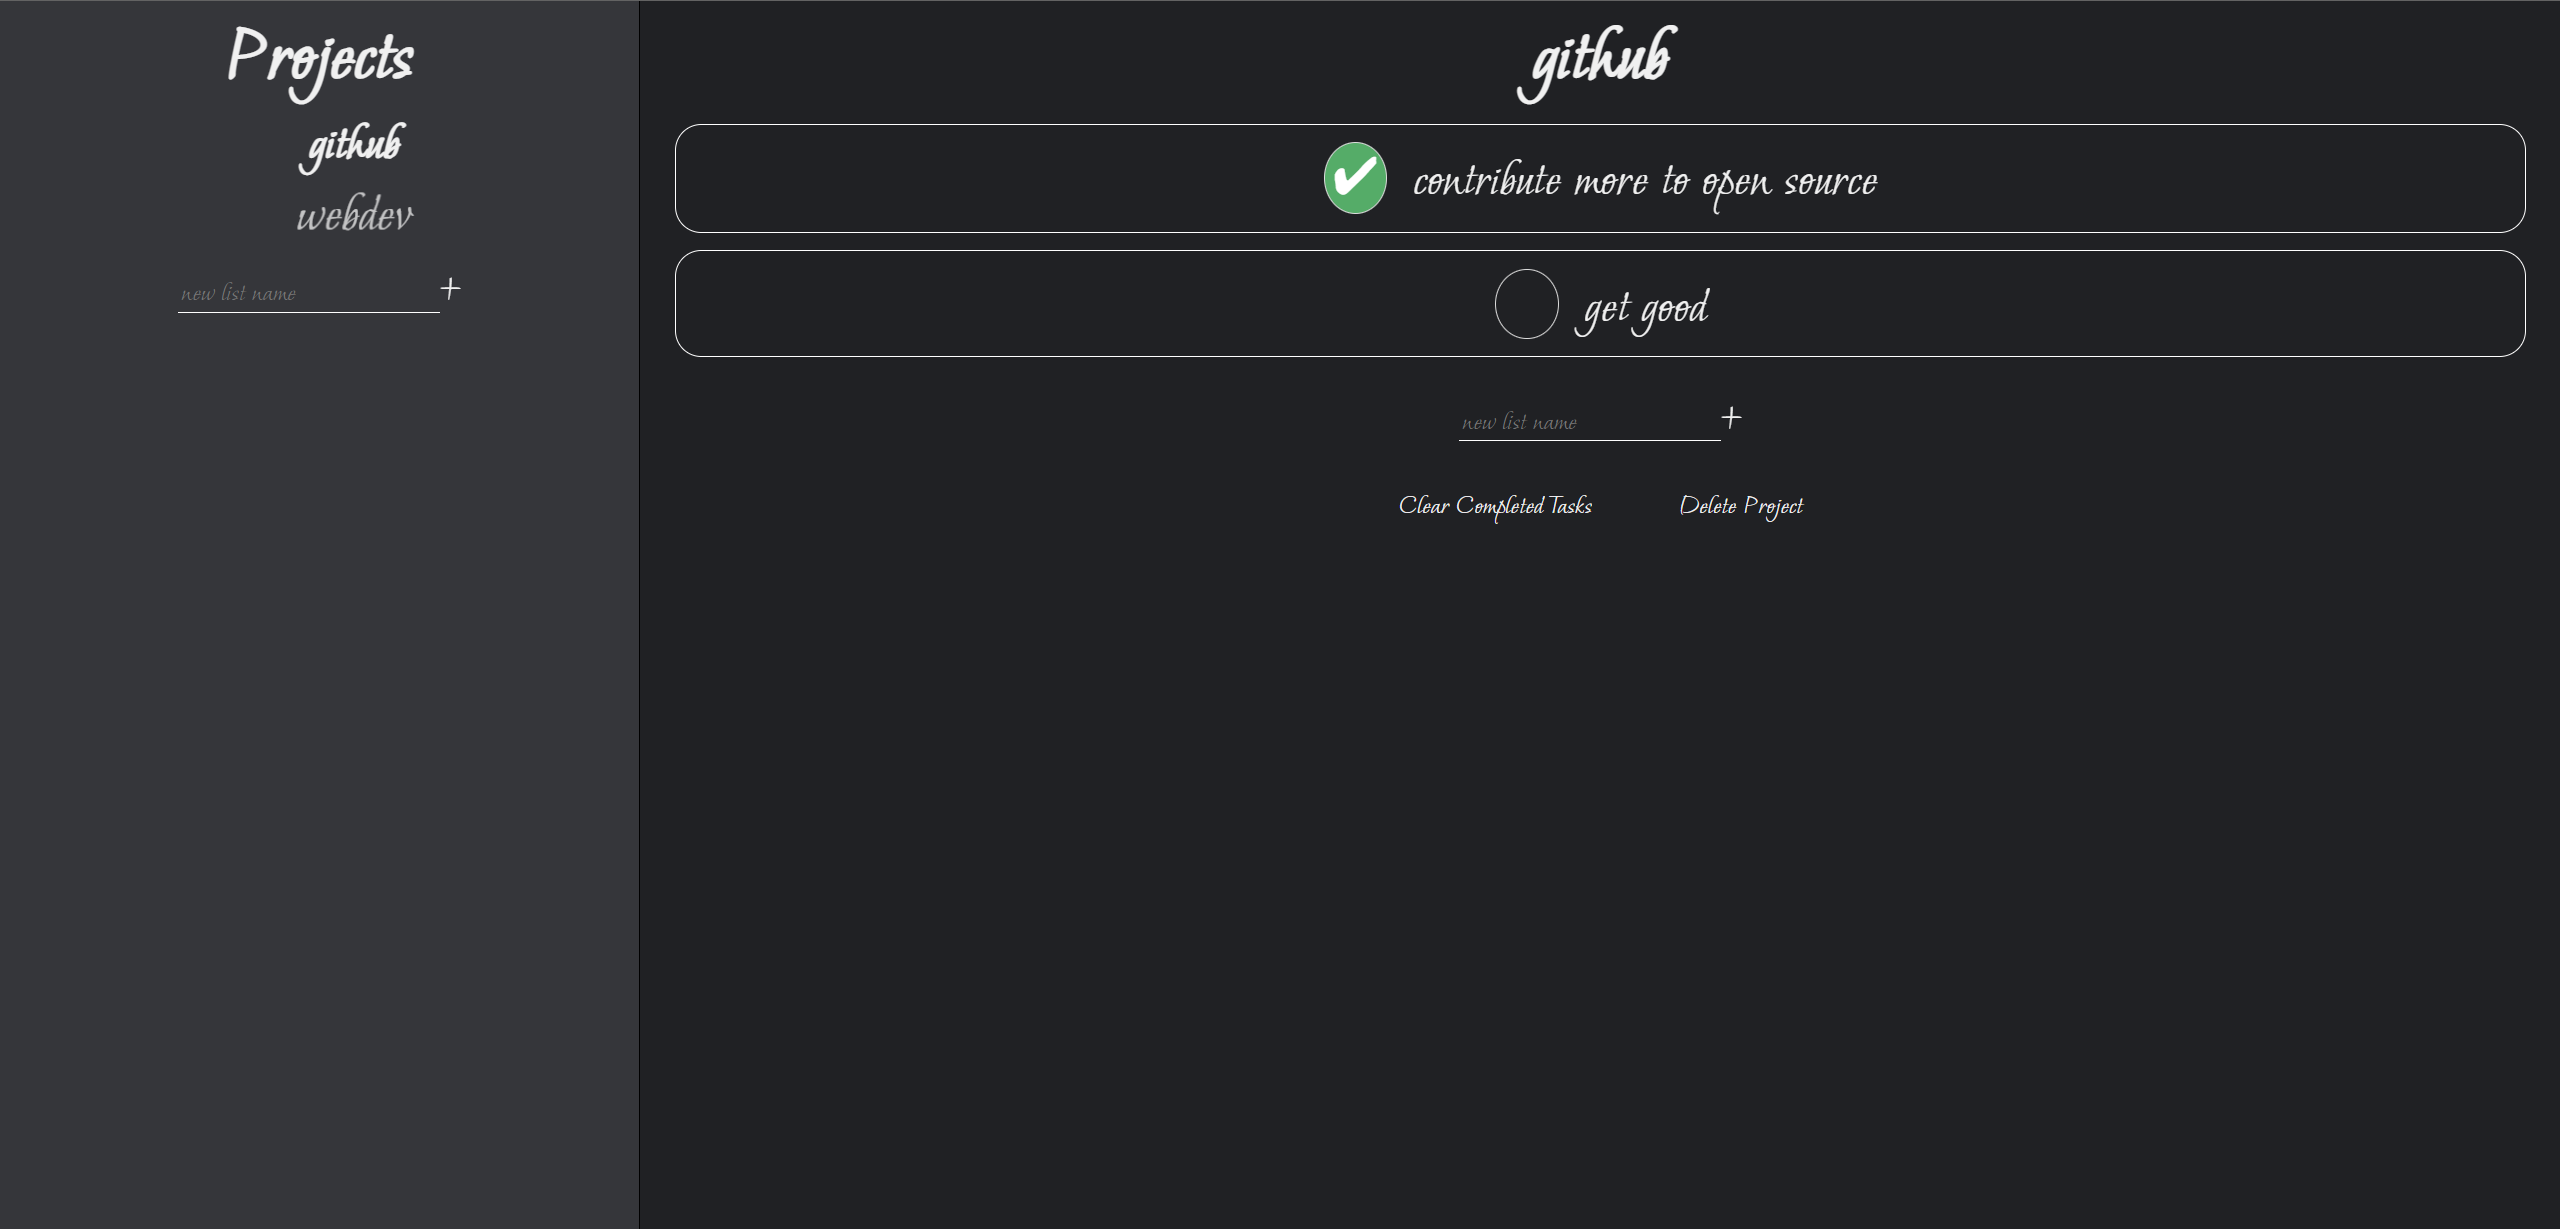 Projects
github
webdev
new list name +
github
✔ contribute more to open source
get good
new list name +
Clear Completed Tasks
Delete Project